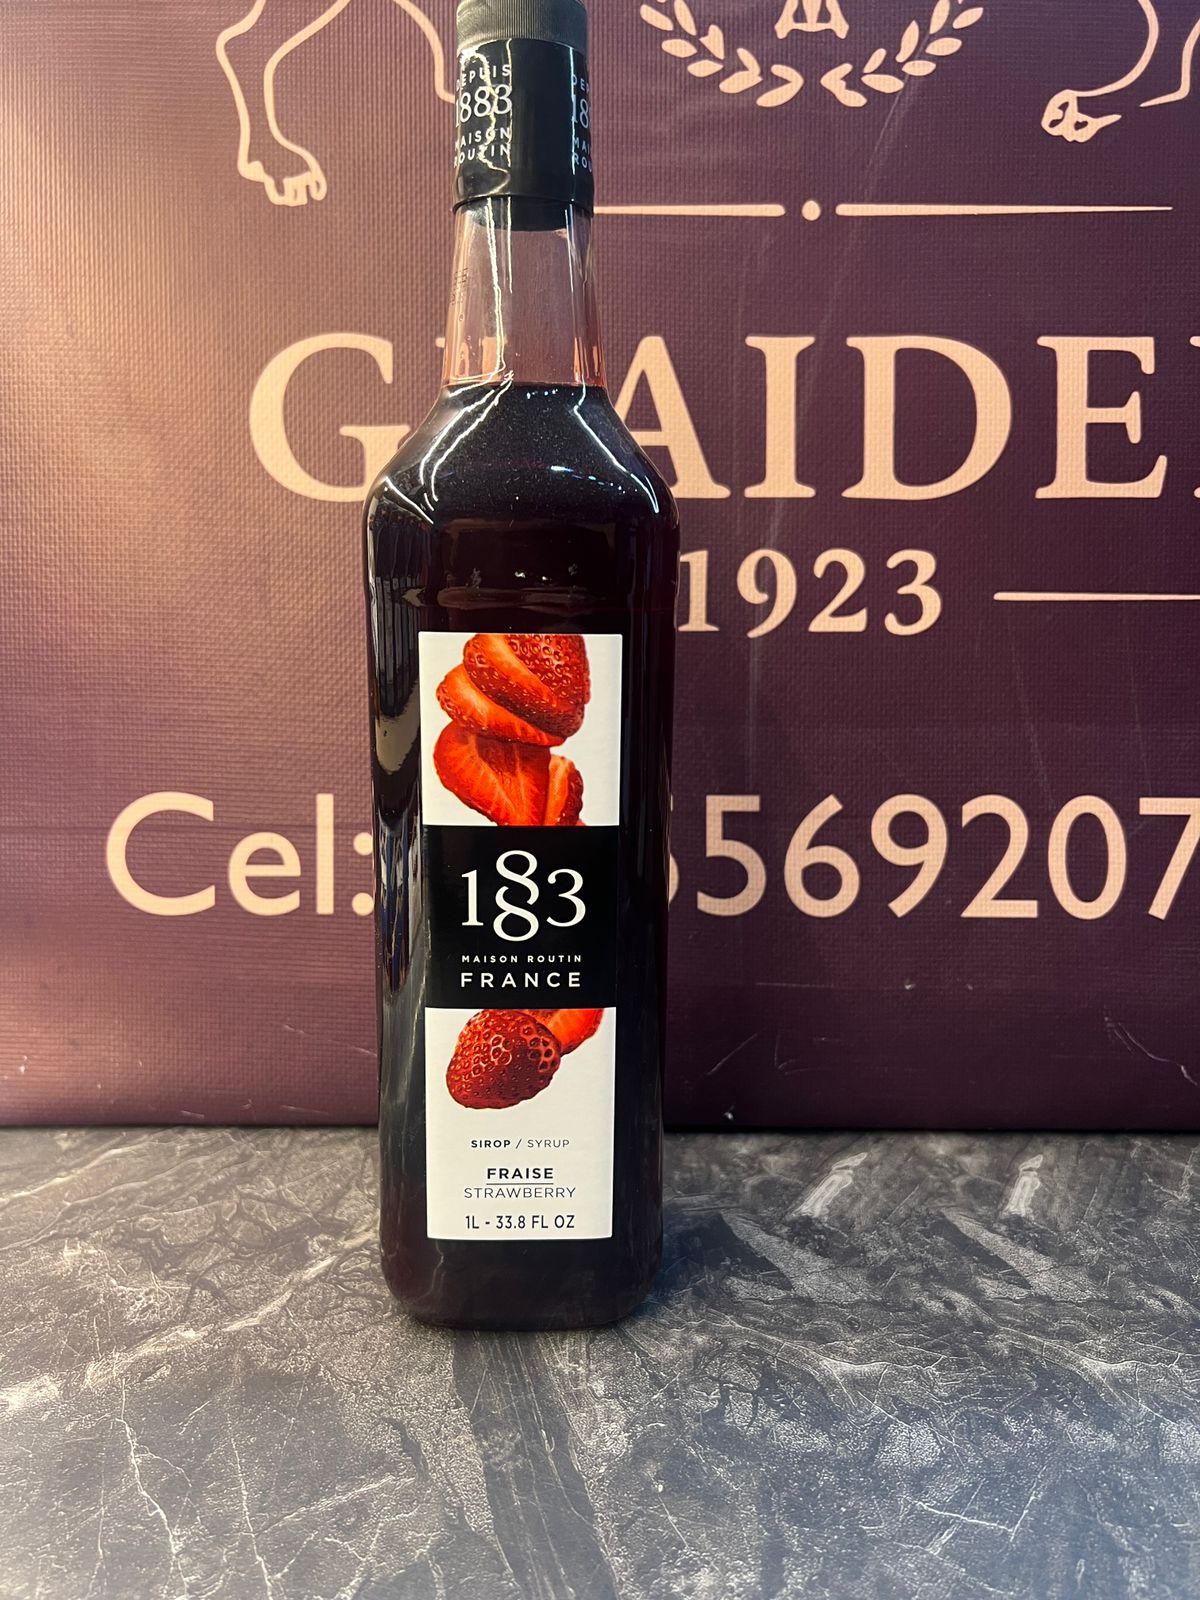 DEPUIS
1883
MAISON
ROUTIN
1923
Cel:
569207
1883
MAISON ROUTIN
FRANCE
SIROP / SYRUP
FRAISE
STRAWBERRY
1L - 33.8 FL OZ